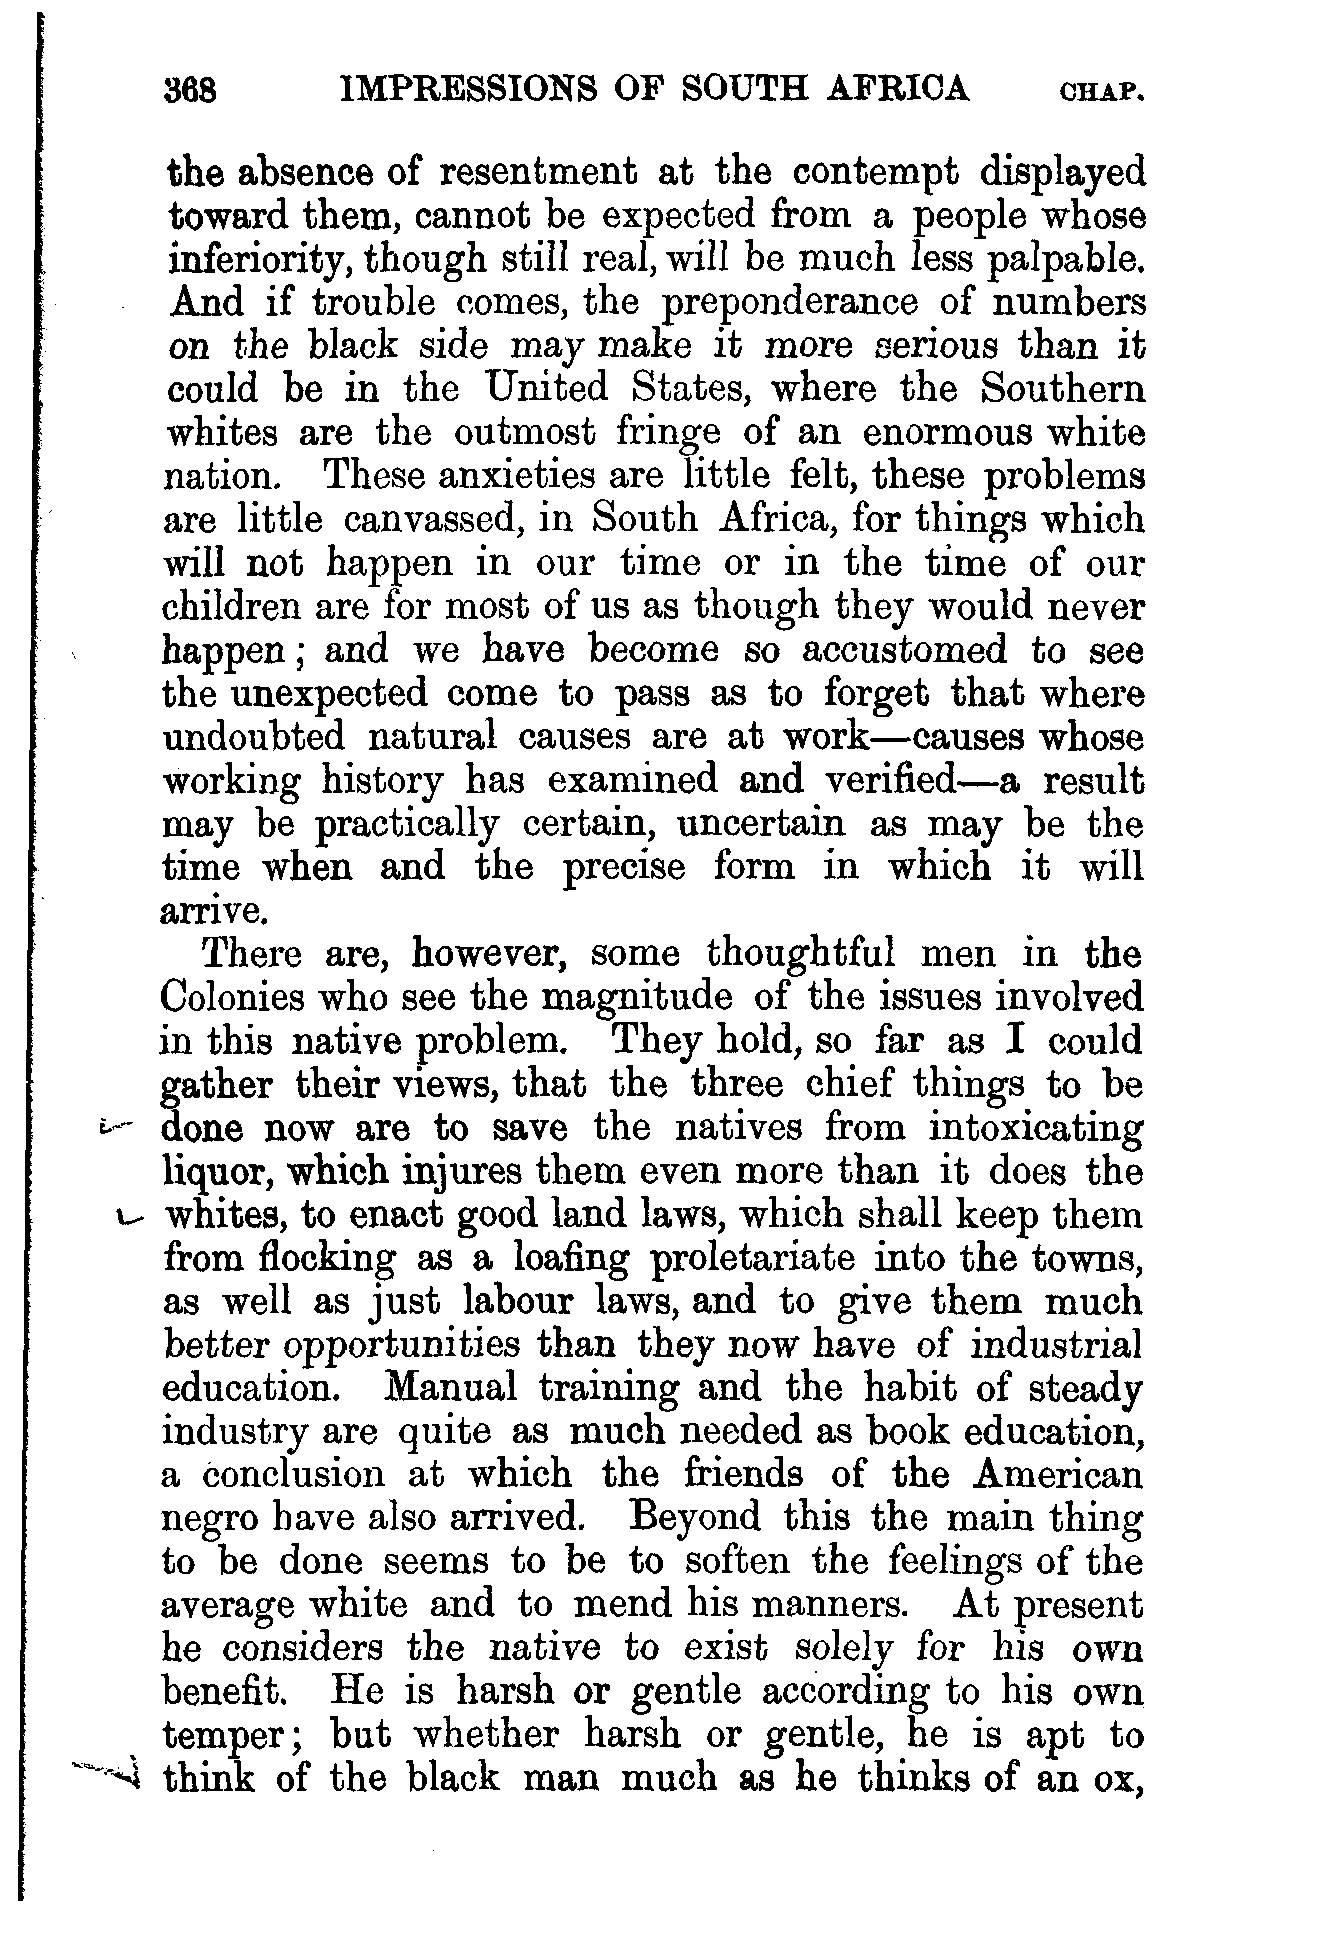 368 IMPRESSIONS OF SOUTH AFRICA CHAP.
the absence of resentment at the contempt displayed
toward them, cannot be expected from a people whose
inferiority, though still real, will be much less palpable.
And if trouble comes, the preponderance of numbers
on the black side may make it more serious than it
could be in the United States, where the Southern
whites are the outmost fringe of an enormous white
nation. These anxieties are little felt, these problems
are little canvassed, in South Africa, for things which
will not happen in our time or in the time of our
children are for most of us as though they would never
happen; and we have become so accustomed to see
the unexpected come to pass as to forget that where
undoubted natural causes are at work—causes whose
working history has examined and verified—a result
may be practically certain, uncertain as may be the
time when and the precise form in which it will
arrive.
There are, however, some thoughtful men in the
Colonies who see the magnitude of the issues involved
in this native problem. They hold, so far as I could
gather their views, that the three chief things to be
done now are to save the natives from intoxicating
liquor, which injures them even more than it does the
whites, to enact good land laws, which shall keep them
from flocking as a loafing proletariate into the towns,
as well as just labour laws, and to give them much
better opportunities than they now have of industrial
education. Manual training and the habit of steady
industry are quite as much needed as book education,
a conclusion at which the friends of the American
negro have also arrived. Beyond this the main thing
to be done seems to be to soften the feelings of the
average white and to mend his manners. At present
he considers the native to exist solely for his own
benefit. He is harsh or gentle according to his own
temper; but whether harsh or gentle, he is apt to
think of the black man much as he thinks of an ox,